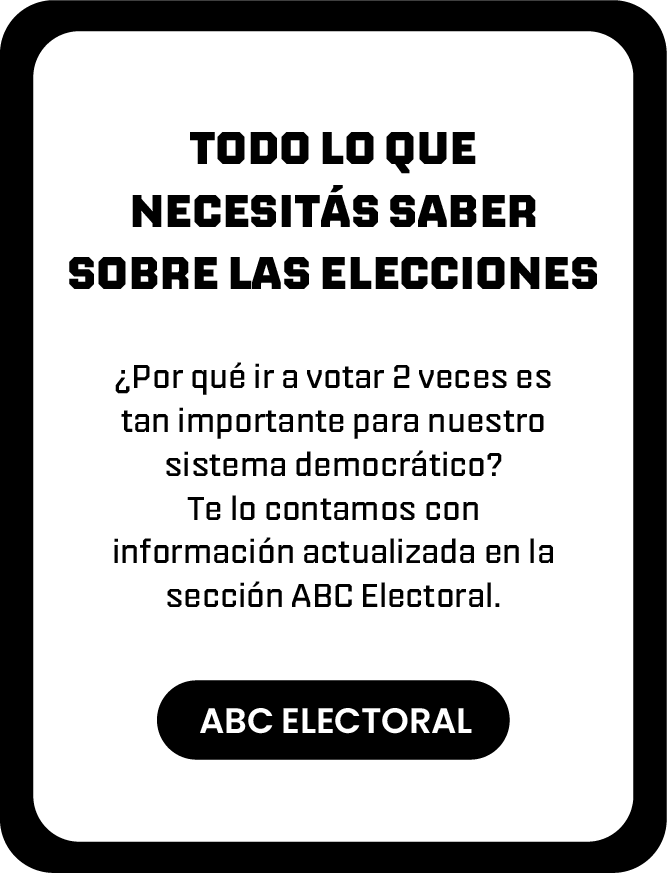 TODO LO QUE
NECESITÁS SABER
SOBRE LAS ELECCIONES
¿Por qué ir a votar 2 veces es
tan importante para nuestro
sistema democrático?
Te lo contamos con
información actualizada en la
sección ABC Electoral.
ABC ELECTORAL